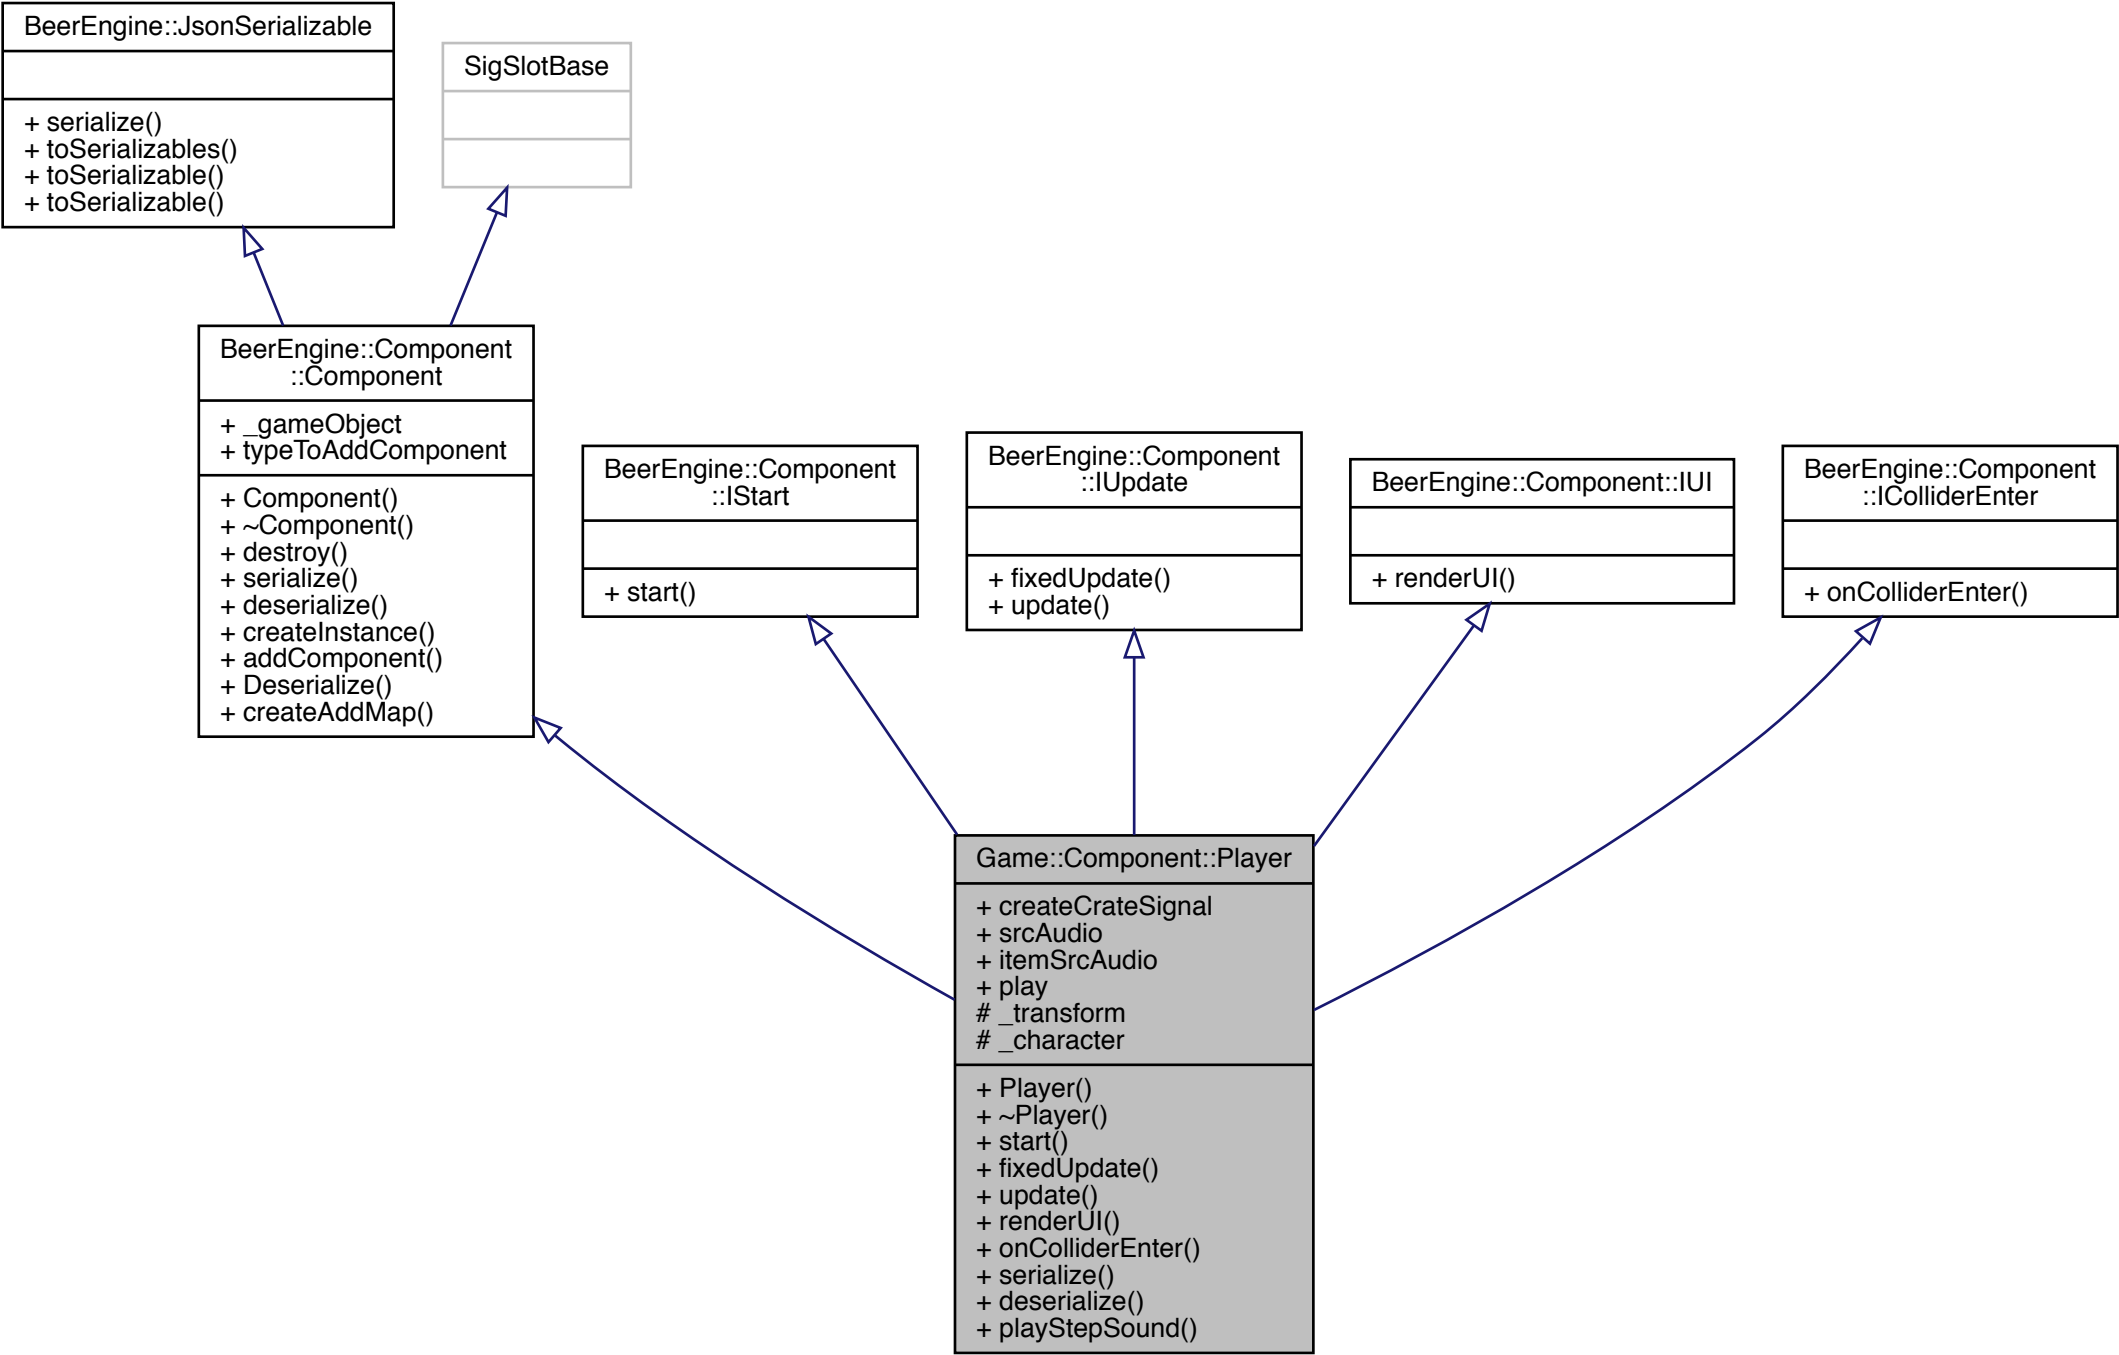 BeerEngine::JsonSerializable
+ serialize()
+ toSerializables()
+ toSerializable()
+ toSerializable()
SigSlotBase
BeerEngine::Component
::Component
+ _gameObject
+ typeToAddComponent
+ Component()
+ ~Component()
+ destroy()
+ serialize()
+ deserialize()
+ createInstance()
+ addComponent()
+ Deserialize()
+ createAddMap()
BeerEngine::Component
::IStart
+ start()
BeerEngine::Component
::IUpdate
+ fixedUpdate()
+ update()
BeerEngine::Component::IUI
+ renderUI()
BeerEngine::Component
::IColliderEnter
+ onColliderEnter()
Game::Component::Player
+ createCrateSignal
+ srcAudio
+ itemSrcAudio
+ play
# _transform
# _character
+ Player()
+ ~Player()
+ start()
+ fixedUpdate()
+ update()
+ renderUI()
+ onColliderEnter()
+ serialize()
+ deserialize()
+ playStepSound()